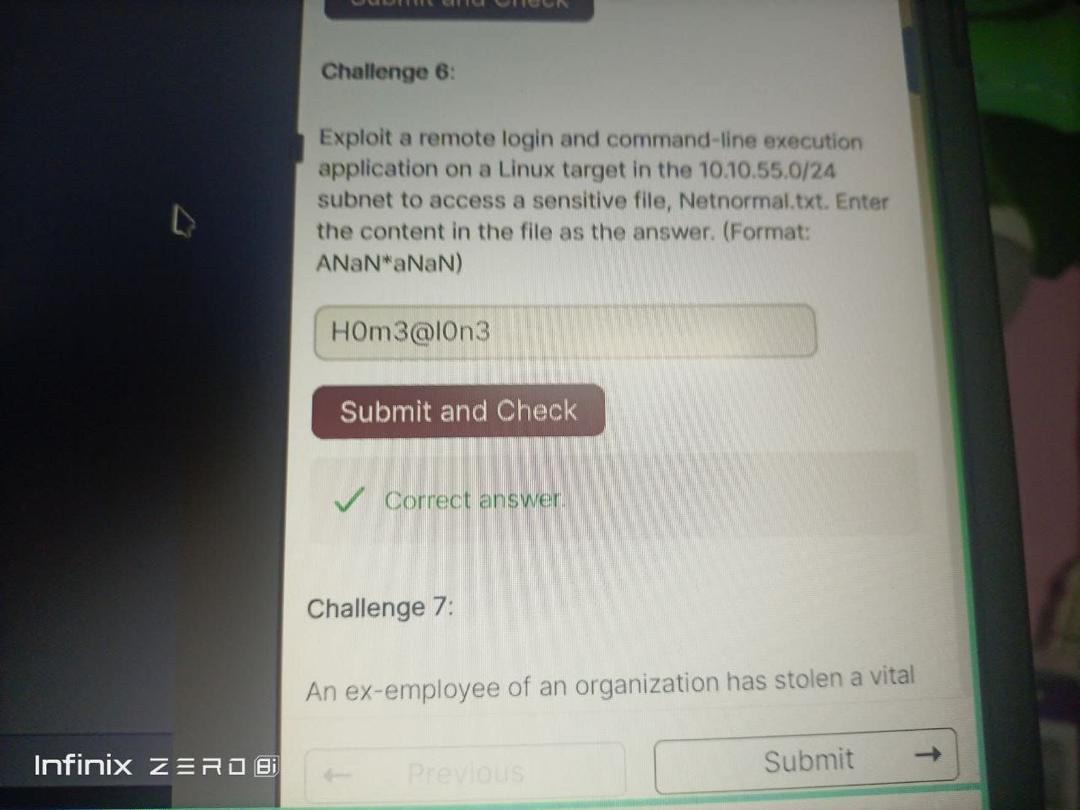 Submit and Check
Challenge 6:
Exploit a remote login and command-line execution
application on a Linux target in the 10.10.55.0/24
subnet to access a sensitive file, Netnormal.txt. Enter
the content in the file as the answer. (Format:
ANaN*aNaN)
H0m3@l0n3
Submit and Check
Correct answer.
Challenge 7:
An ex-employee of an organization has stolen a vital
← Previous
Submit →
Infinix ZERO 8i